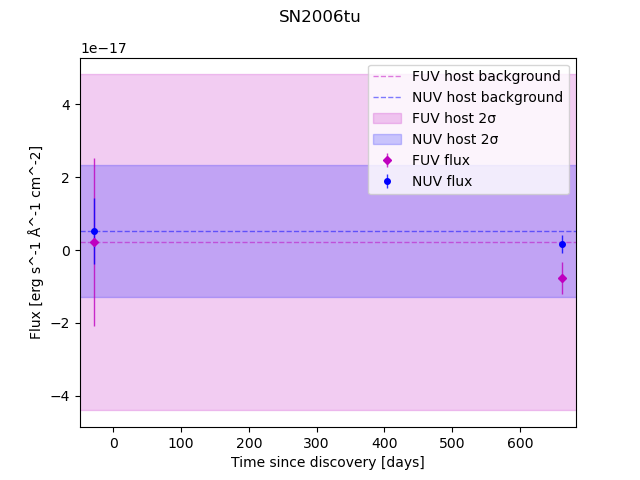 SN2006tu
1e−17
FUV host background
NUV host background
FUV host 2σ
NUV host 2σ
FUV flux
NUV flux
4
2
0
−2
−4
Flux [erg s^-1 Å^-1 cm^-2]
0 100 200 300 400 500 600
Time since discovery [days]